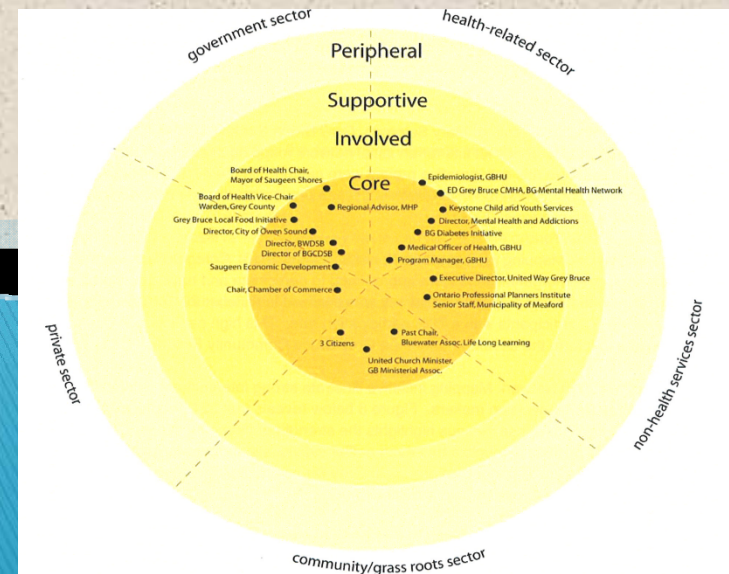 government sector
health-related sector
Peripheral
Supportive
Involved
Core
Board of Health Chair,
Mayor of Saugeen Shores
Board of Health Vice-Chair
Warden, Grey County
Regional Advisor, MHP
Grey Bruce Local Food Initiative
Director, City of Owen Sound
Director, BWDSB
Director of BGCDSB
Saugeen Economic Development
Chair, Chamber of Commerce
Epidemiologist, GBHU
ED Grey Bruce CMHA, BG Mental Health Network
Keystone Child and Youth Services
Director, Mental Health and Addictions
BG Diabetes Initiative
Medical Officer of Health, GBHU
Program Manager, GBHU
Executive Director, United Way Grey Bruce
Ontario Professional Planners Institute
Senior Staff, Municipality of Meaford
3 Citizens
Past Chair,
Bluewater Assoc. Life Long Learning
United Church Minister,
GB Ministerial Assoc.
private sector
non-health services sector
community/grass roots sector